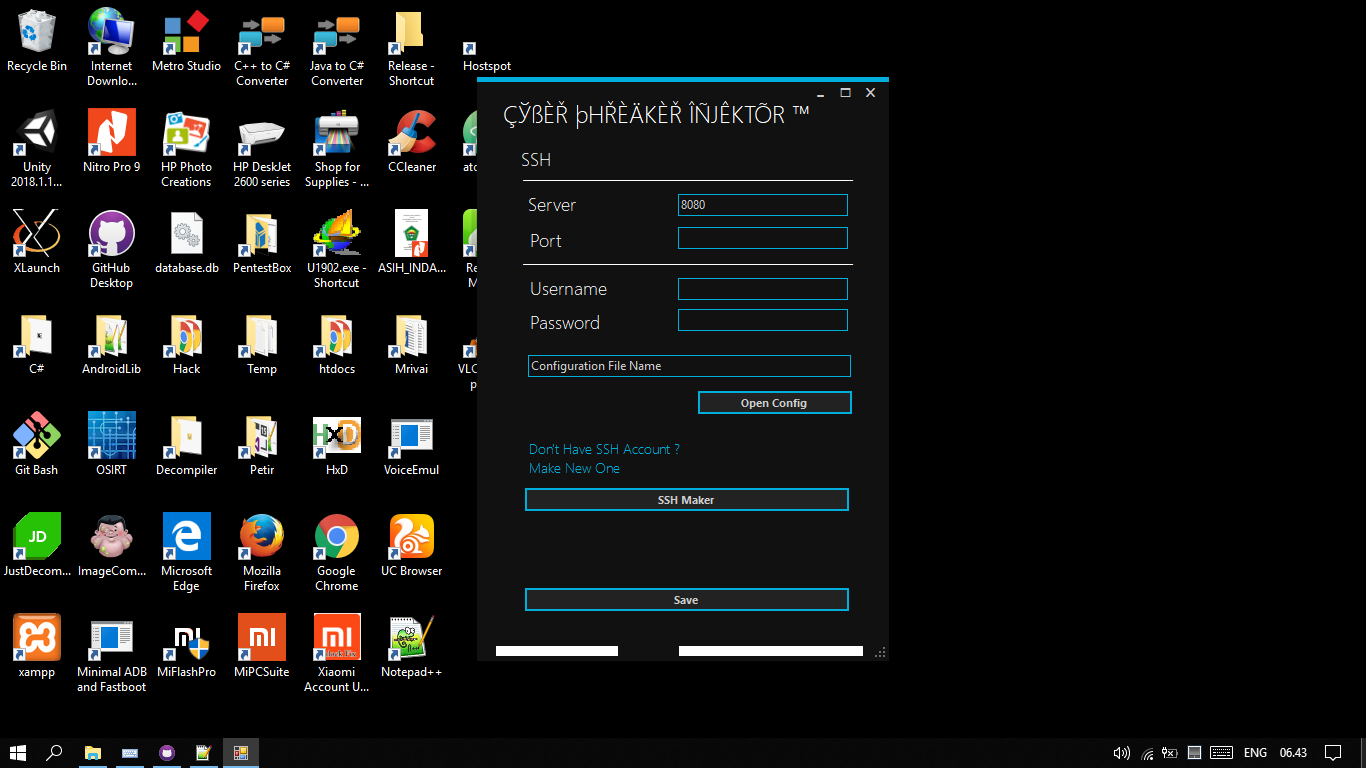 Recycle Bin
Internet
Downlo...
Metro Studio
C++ to C#
Converter
Java to C#
Converter
Release -
Shortcut
Hostspot
Unity
2018.1.1...
Nitro Pro 9
HP Photo
Creations
HP DeskJet
2600 series
Shop for
Supplies - ...
CCleaner
XLaunch
GitHub
Desktop
database.db
PentestBox
U1902.exe -
Shortcut
ASIH_INDA...
C#
AndroidLib
Hack
Temp
htdocs
Mrivai
VLC
Git Bash
OSIRT
Decompiler
Petir
HxD
VoiceEmul
JD
JustDecom...
ImageCom...
Microsoft
Edge
Mozilla
Firefox
Google
Chrome
UC Browser
xampp
Minimal ADB
and Fastboot
MiFlashPro
MiPCSuite
Xiaomi
Account U...
Notepad++
ÇЎßÈŘ þHŘÈÄKÈŘ ÎÑJÊKTÕR ™
SSH
Server
8080
Port
Username
Password
Configuration File Name
Open Config
Don't Have SSH Account ?
Make New One
SSH Maker
Save
ENG
06.43